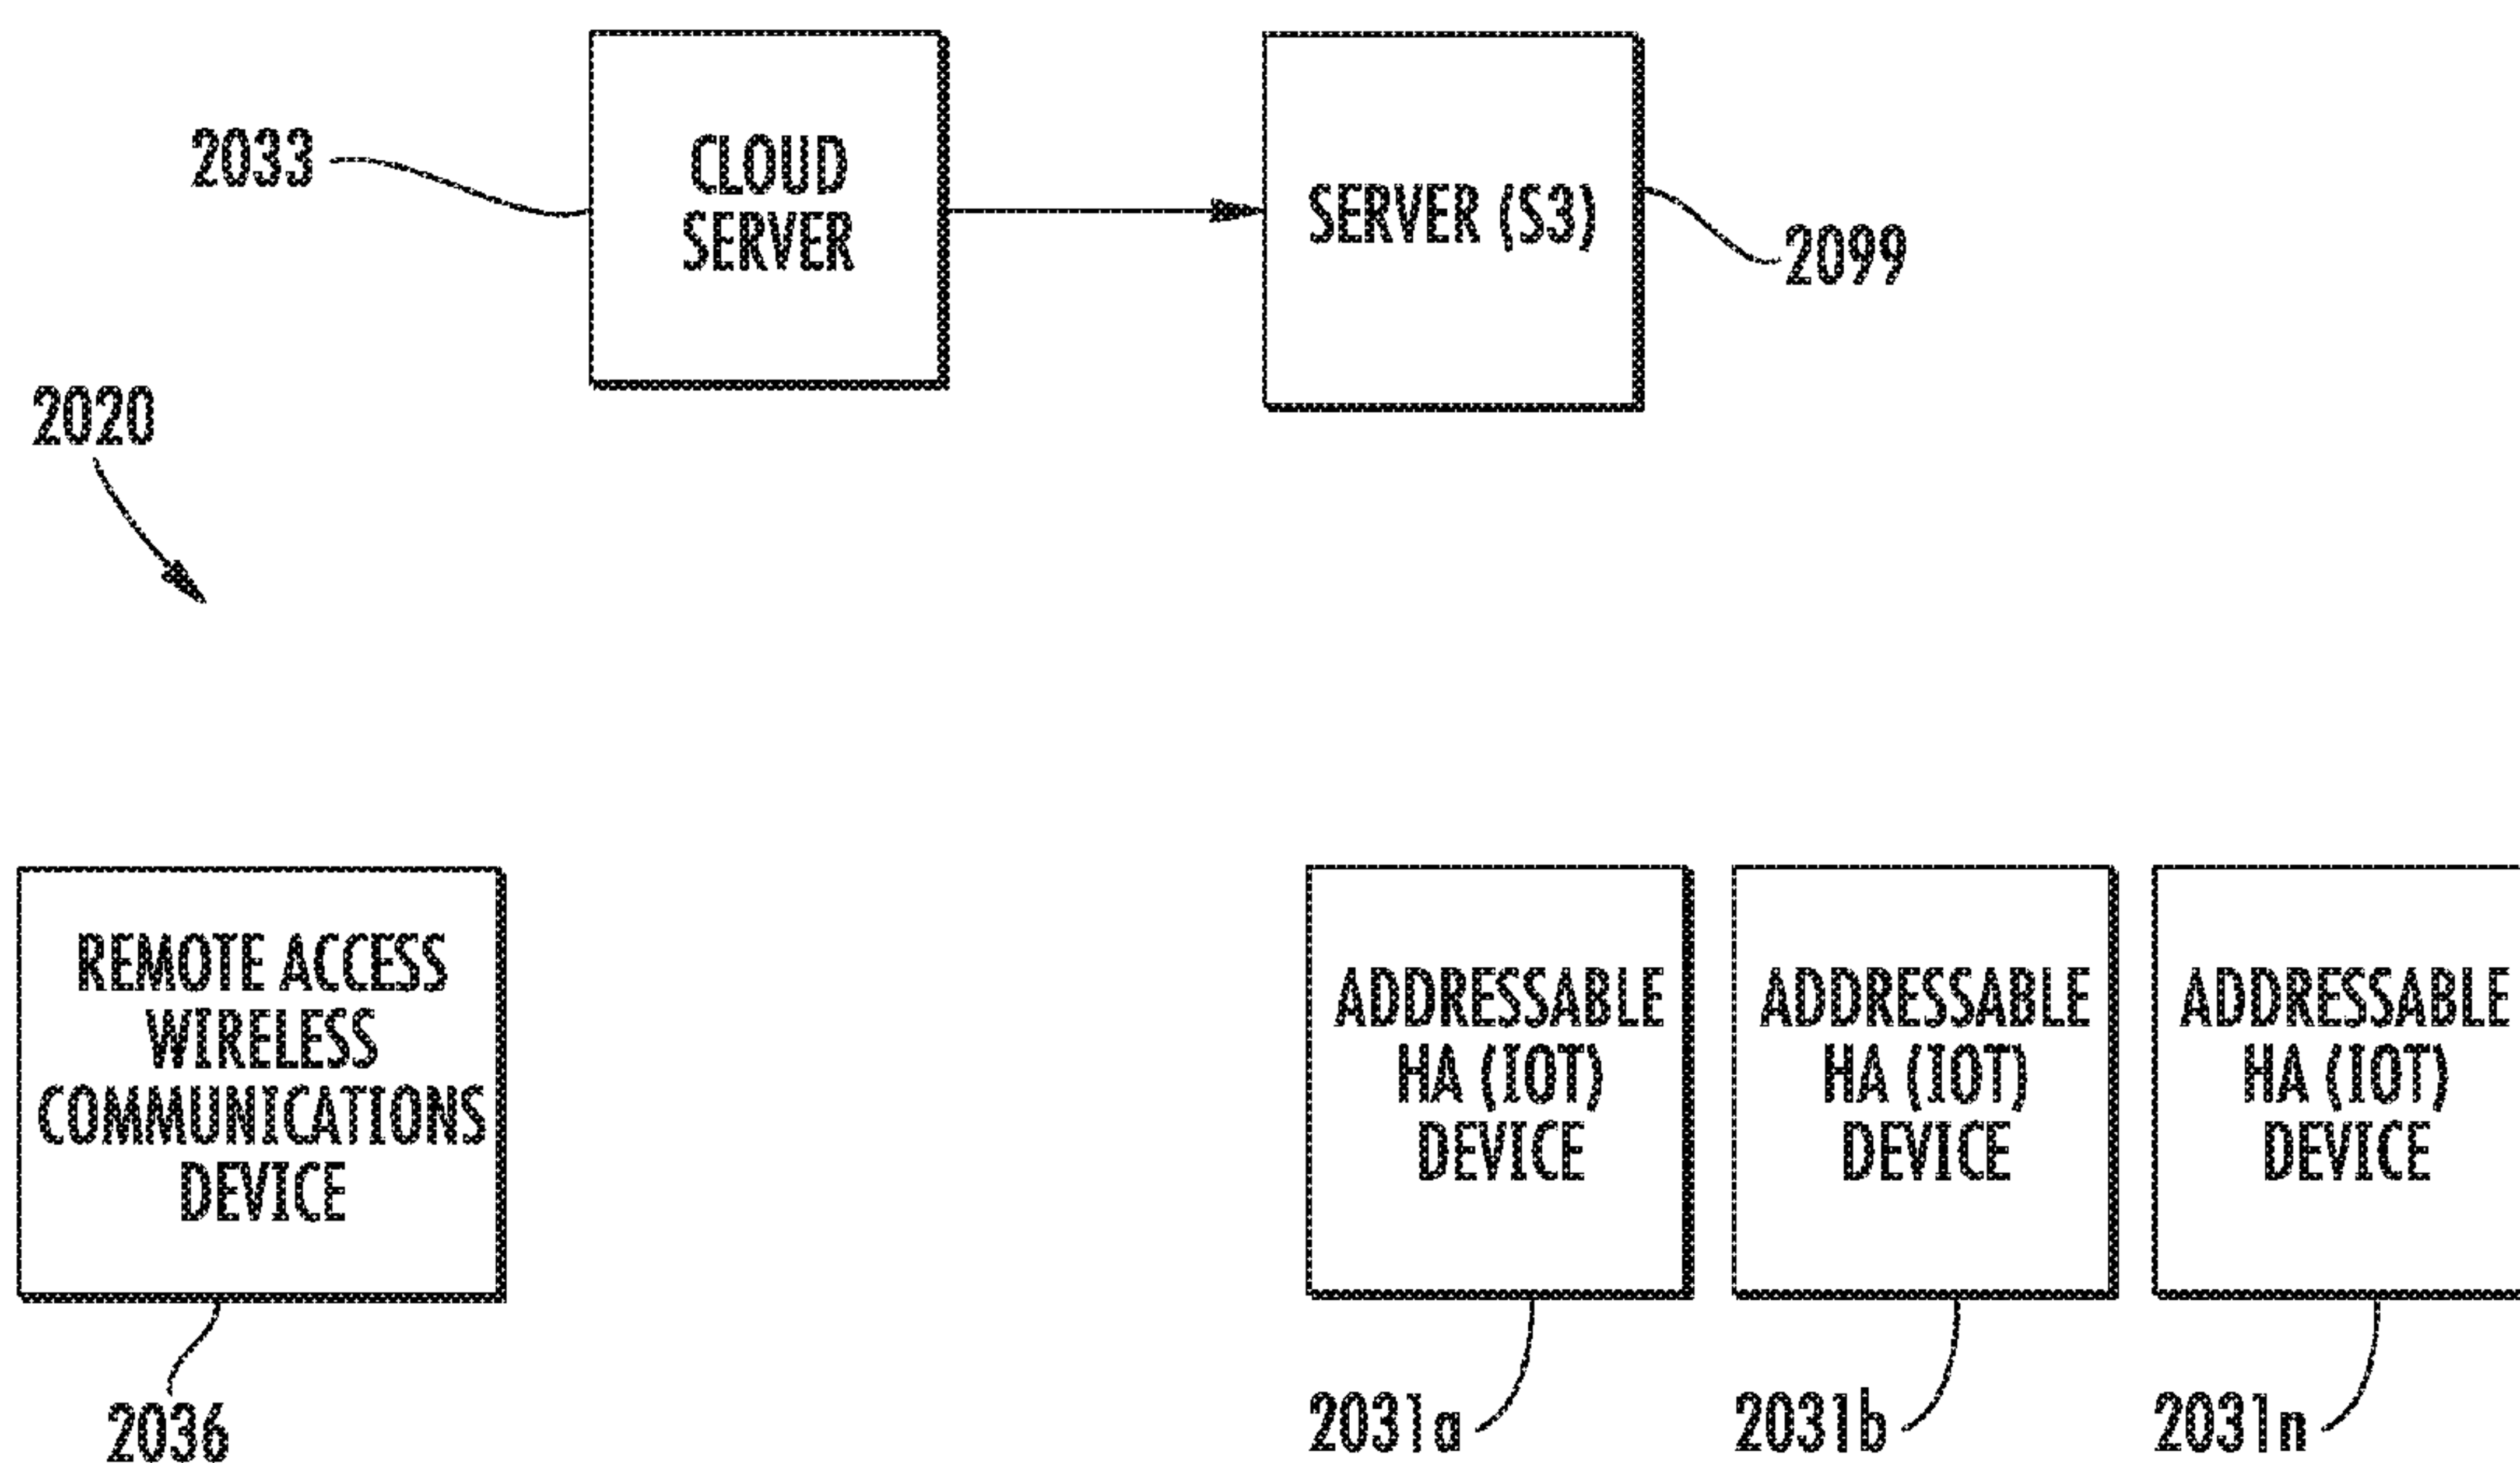 2033
CLOUD
SERVER
SERVER (S3)
2099
2020
REMOTE ACCESS
WIRELESS
COMMUNICATIONS
DEVICE
2036
ADDRESSABLE
HA (IOT)
DEVICE
2031a
ADDRESSABLE
HA (IOT)
DEVICE
2031b
ADDRESSABLE
HA (IOT)
DEVICE
2031n